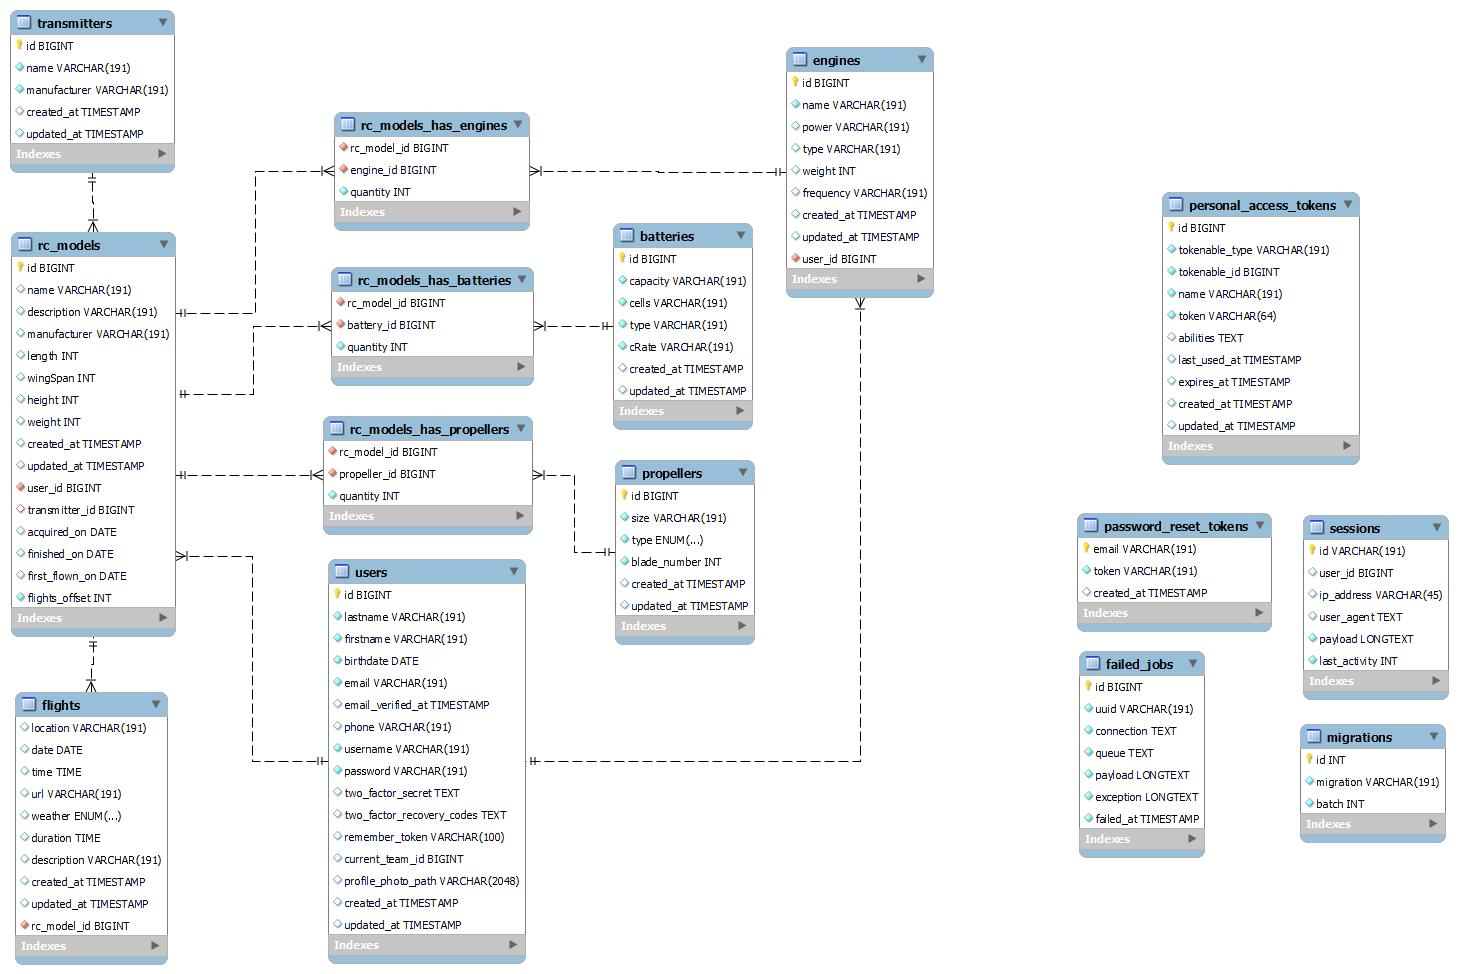 transmitters
id BIGINT
name VARCHAR(191)
manufacturer VARCHAR(191)
created_at TIMESTAMP
updated_at TIMESTAMP
Indexes
rc_models
id BIGINT
name VARCHAR(191)
description VARCHAR(191)
manufacturer VARCHAR(191)
length INT
wingSpan INT
height INT
weight INT
created_at TIMESTAMP
updated_at TIMESTAMP
user_id BIGINT
transmitter_id BIGINT
acquired_on DATE
finished_on DATE
first_flown_on DATE
flights_offset INT
Indexes
flights
location VARCHAR(191)
date DATE
time TIME
url VARCHAR(191)
weather ENUM(...)
duration TIME
description VARCHAR(191)
created_at TIMESTAMP
updated_at TIMESTAMP
rc_model_id BIGINT
Indexes
rc_models_has_engines
rc_model_id BIGINT
engine_id BIGINT
quantity INT
Indexes
rc_models_has_batteries
rc_model_id BIGINT
battery_id BIGINT
quantity INT
Indexes
rc_models_has_propellers
rc_model_id BIGINT
propeller_id BIGINT
quantity INT
Indexes
users
id BIGINT
lastname VARCHAR(191)
firstname VARCHAR(191)
birthdate DATE
email VARCHAR(191)
email_verified_at TIMESTAMP
phone VARCHAR(191)
username VARCHAR(191)
password VARCHAR(191)
two_factor_secret TEXT
two_factor_recovery_codes TEXT
remember_token VARCHAR(100)
current_team_id BIGINT
profile_photo_path VARCHAR(2048)
created_at TIMESTAMP
updated_at TIMESTAMP
Indexes
batteries
id BIGINT
capacity VARCHAR(191)
cells VARCHAR(191)
type VARCHAR(191)
cRate VARCHAR(191)
created_at TIMESTAMP
updated_at TIMESTAMP
Indexes
propellers
id BIGINT
size VARCHAR(191)
type ENUM(...)
blade_number INT
created_at TIMESTAMP
updated_at TIMESTAMP
Indexes
engines
id BIGINT
name VARCHAR(191)
power VARCHAR(191)
type VARCHAR(191)
weight INT
frequency VARCHAR(191)
created_at TIMESTAMP
updated_at TIMESTAMP
user_id BIGINT
Indexes
personal_access_tokens
id BIGINT
tokenable_type VARCHAR(191)
tokenable_id BIGINT
name VARCHAR(191)
token VARCHAR(64)
abilities TEXT
last_used_at TIMESTAMP
expires_at TIMESTAMP
created_at TIMESTAMP
updated_at TIMESTAMP
Indexes
password_reset_tokens
email VARCHAR(191)
token VARCHAR(191)
created_at TIMESTAMP
Indexes
failed_jobs
id BIGINT
uuid VARCHAR(191)
connection TEXT
queue TEXT
payload LONGTEXT
exception LONGTEXT
failed_at TIMESTAMP
Indexes
sessions
id VARCHAR(191)
user_id BIGINT
ip_address VARCHAR(45)
user_agent TEXT
payload LONGTEXT
last_activity INT
Indexes
migrations
id INT
migration VARCHAR(191)
batch INT
Indexes